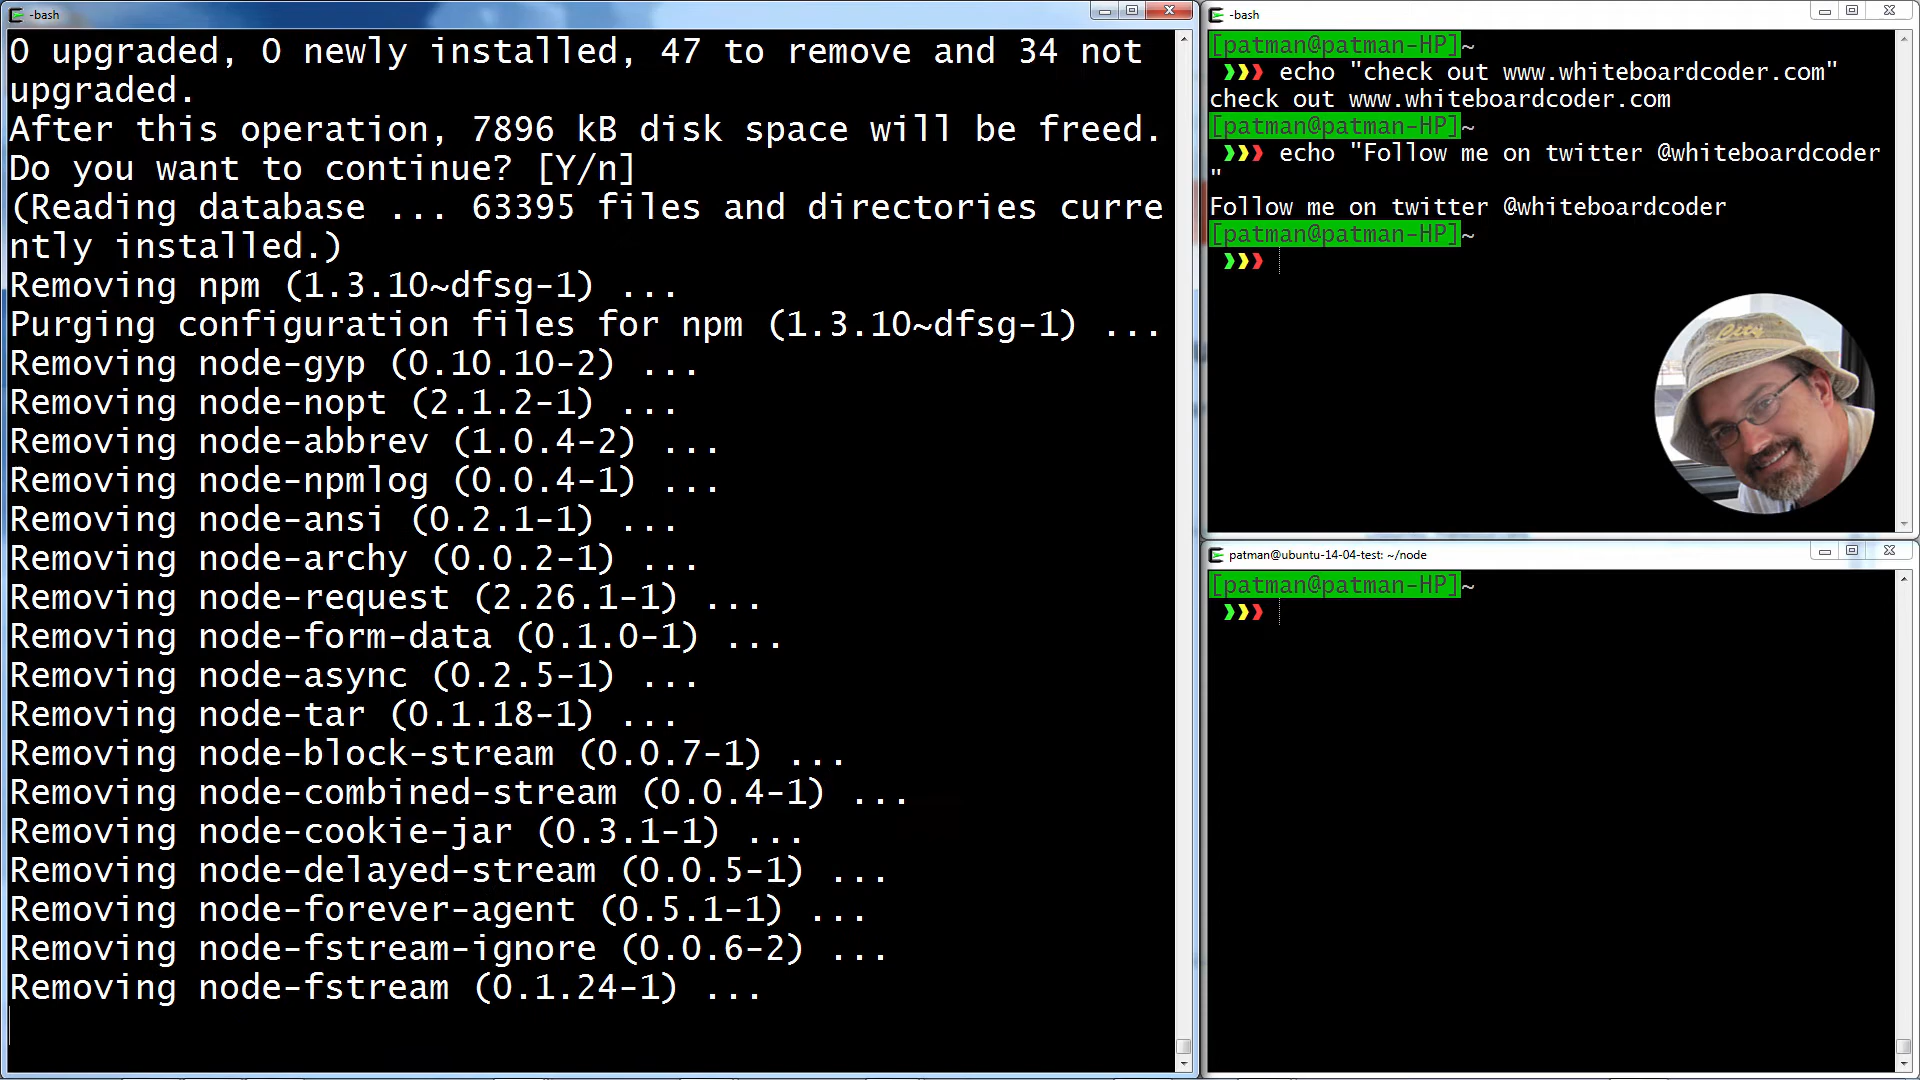 -bash
0 upgraded, 0 newly installed, 47 to remove and 34 not
upgraded.
After this operation, 7896 kB disk space will be freed.
Do you want to continue? [Y/n]
(Reading database ... 63395 files and directories curre
ntly installed.)
Removing npm (1.3.10~dfsg-1) ...
Purging configuration files for npm (1.3.10~dfsg-1) ...
Removing node-gyp (0.10.10-2) ...
Removing node-nopt (2.1.2-1) ...
Removing node-abbrev (1.0.4-2) ...
Removing node-npmlog (0.0.4-1) ...
Removing node-ansi (0.2.1-1) ...
Removing node-archy (0.0.2-1) ...
Removing node-request (2.26.1-1) ...
Removing node-form-data (0.1.0-1) ...
Removing node-async (0.2.5-1) ...
Removing node-tar (0.1.18-1) ...
Removing node-block-stream (0.0.7-1) ...
Removing node-combined-stream (0.0.4-1) ...
Removing node-cookie-jar (0.3.1-1) ...
Removing node-delayed-stream (0.0.5-1) ...
Removing node-forever-agent (0.5.1-1) ...
Removing node-fstream-ignore (0.0.6-2) ...
Removing node-fstream (0.1.24-1) ...
-bash
[patman@patman-HP]~
❯❯❯ echo "check out www.whiteboardcoder.com"
check out www.whiteboardcoder.com
[patman@patman-HP]~
❯❯❯ echo "Follow me on twitter @whiteboardcoder
"
Follow me on twitter @whiteboardcoder
[patman@patman-HP]~
❯❯❯
City
patman@ubuntu-14-04-test: ~/node
[patman@patman-HP]~
❯❯❯